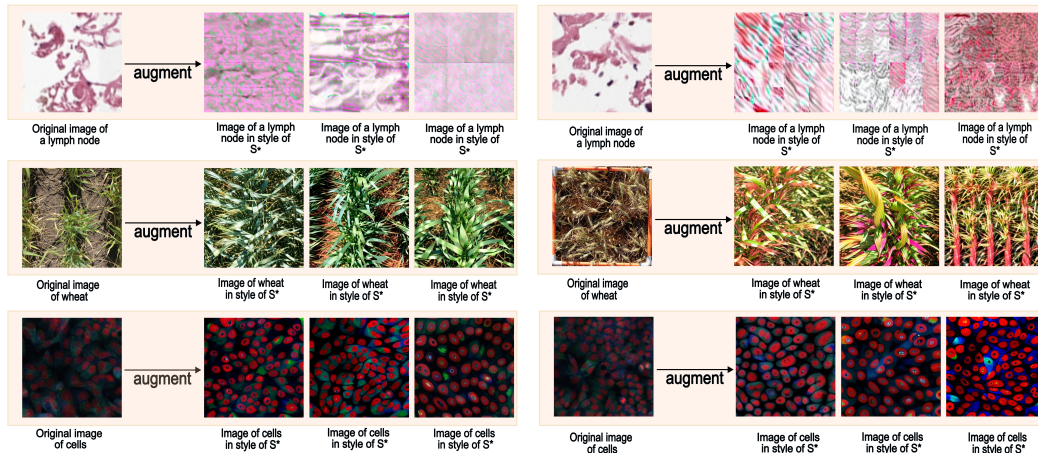 augment
Original image of
a lymph node
Image of a lymph
node in style of
S*
Image of a lymph
node in style of
S*
Image of a lymph
node in style of
S*
augment
Original image of
a lymph node
Image of a lymph
node in style of
S*
Image of a lymph
node in style of
S*
Image of a lymph
node in style of
S*
augment
Original image
of wheat
Image of wheat
in style of S*
Image of wheat
in style of S*
Image of wheat
in style of S*
augment
Original image
of wheat
Image of wheat
in style of S*
Image of wheat
in style of S*
Image of wheat
in style of S*
augment
Original image
of cells
Image of cells
in style of S*
Image of cells
in style of S*
Image of cells
in style of S*
augment
Original image
of cells
Image of cells
in style of S*
Image of cells
in style of S*
Image of cells
in style of S*